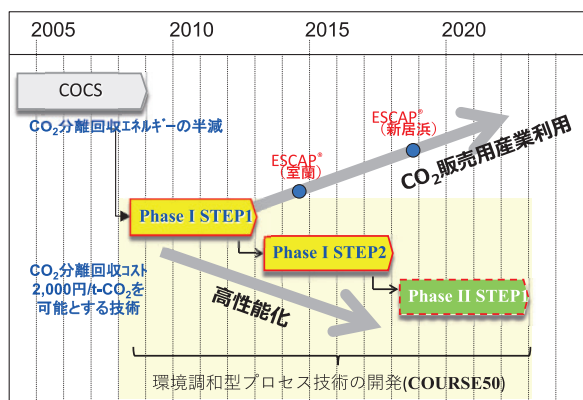 2005 2010 2015 2020
COCS
CO₂分離回収ｴﾈﾙｷﾞｰの半減
ESCAP®
（室蘭）
ESCAP®
（新居浜）
CO₂販売用産業利用
Phase I STEP1
Phase I STEP2
CO₂分離回収ｺｽﾄ
2,000円/t-CO₂を
可能とする技術
高性能化
Phase II STEP1
環境調和型プロセス技術の開発(COURSE50)